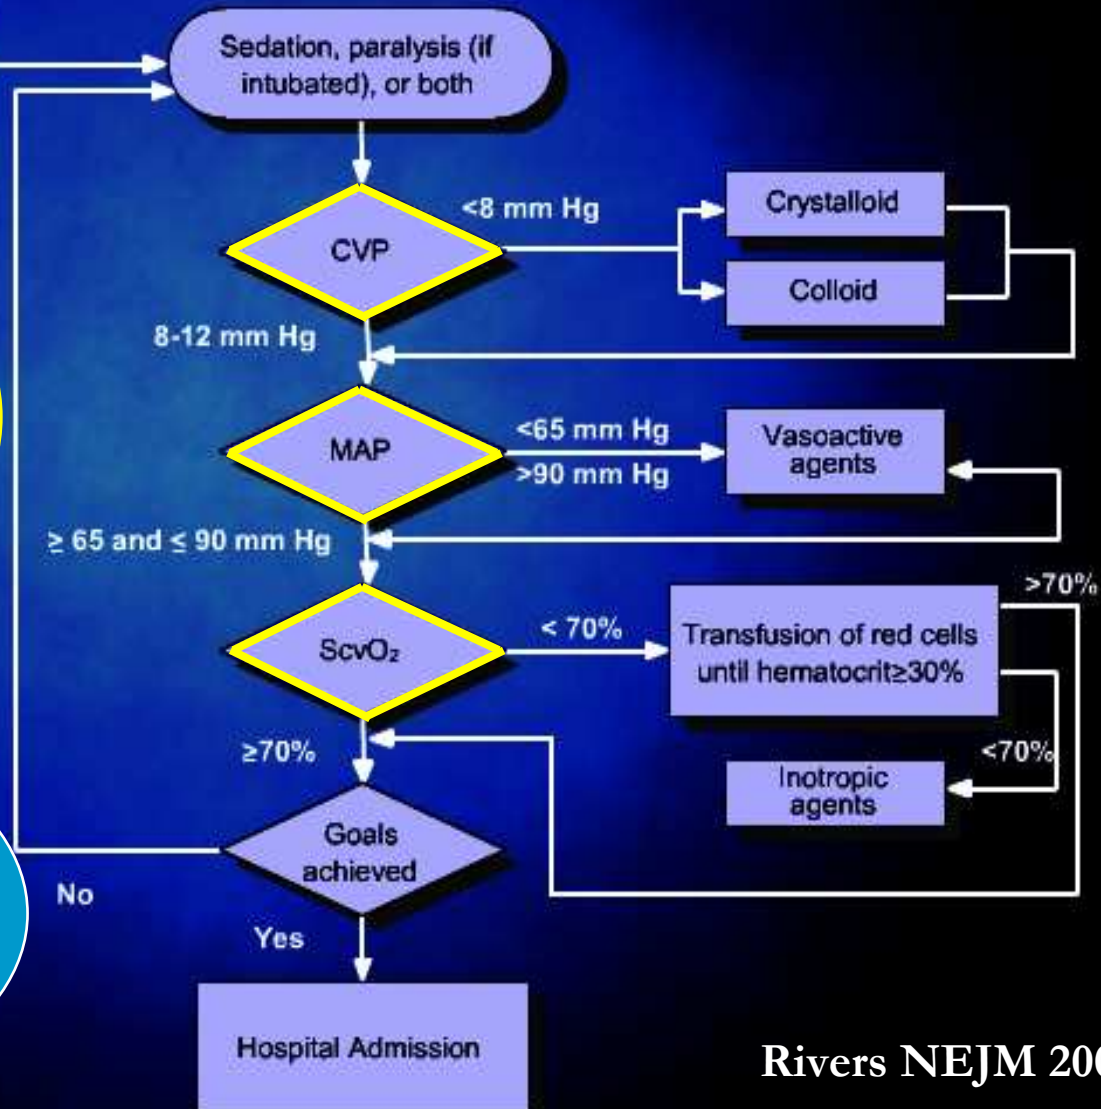 Sedation, paralysis (if
intubated), or both
<8 mm Hg
Crystalloid
CVP
Colloid
8-12 mm Hg
<65 mm Hg
MAP
Vasoactive
agents
>90 mm Hg
≥ 65 and ≤ 90 mm Hg
>70%
< 70%
Transfusion of red cells
until hematocrit≥30%
ScvO₂
≥70%
<70%
Inotropic
agents
Goals
achieved
No
Yes
Hospital Admission
Rivers NEJM